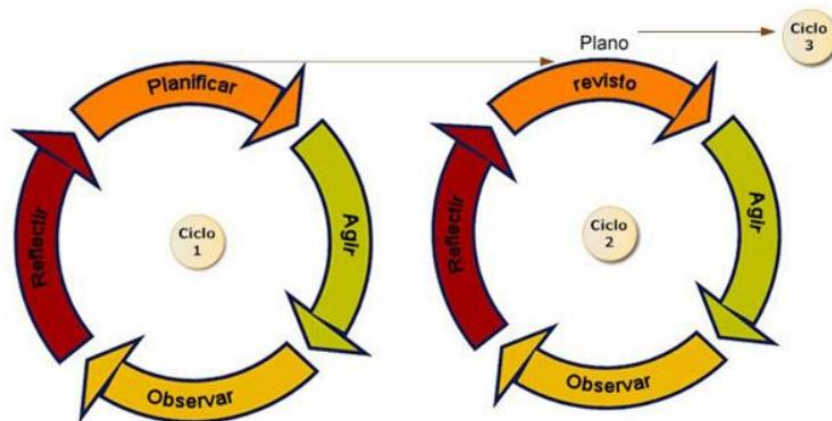 Planificar
Agir
Observar
Reflectir
Ciclo
1
Plano
revisto
Agir
Observar
Reflectir
Ciclo
2
Ciclo
3